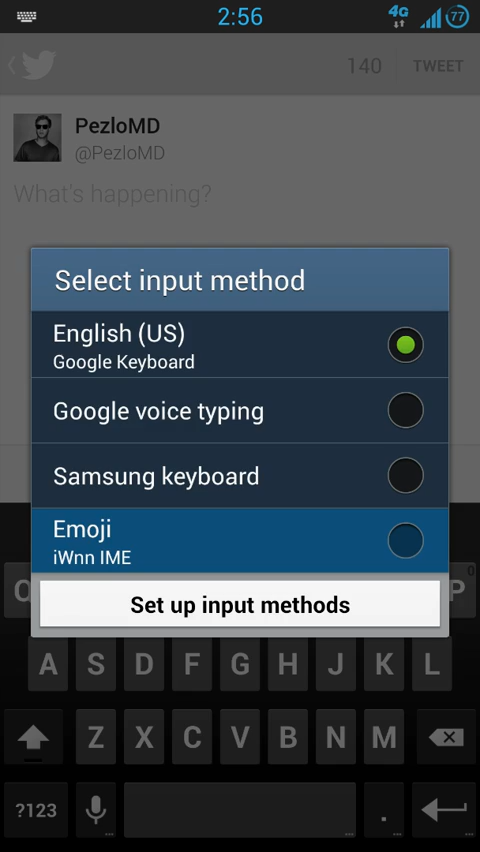 2:56
4G
77
140
TWEET
PezloMD
@PezloMD
What's happening?
Select input method
English (US)
Google Keyboard
Google voice typing
Samsung keyboard
Emoji
iWnn IME
Set up input methods
0
P
A S D F G H J K L
Z X C V B N M
?123
.